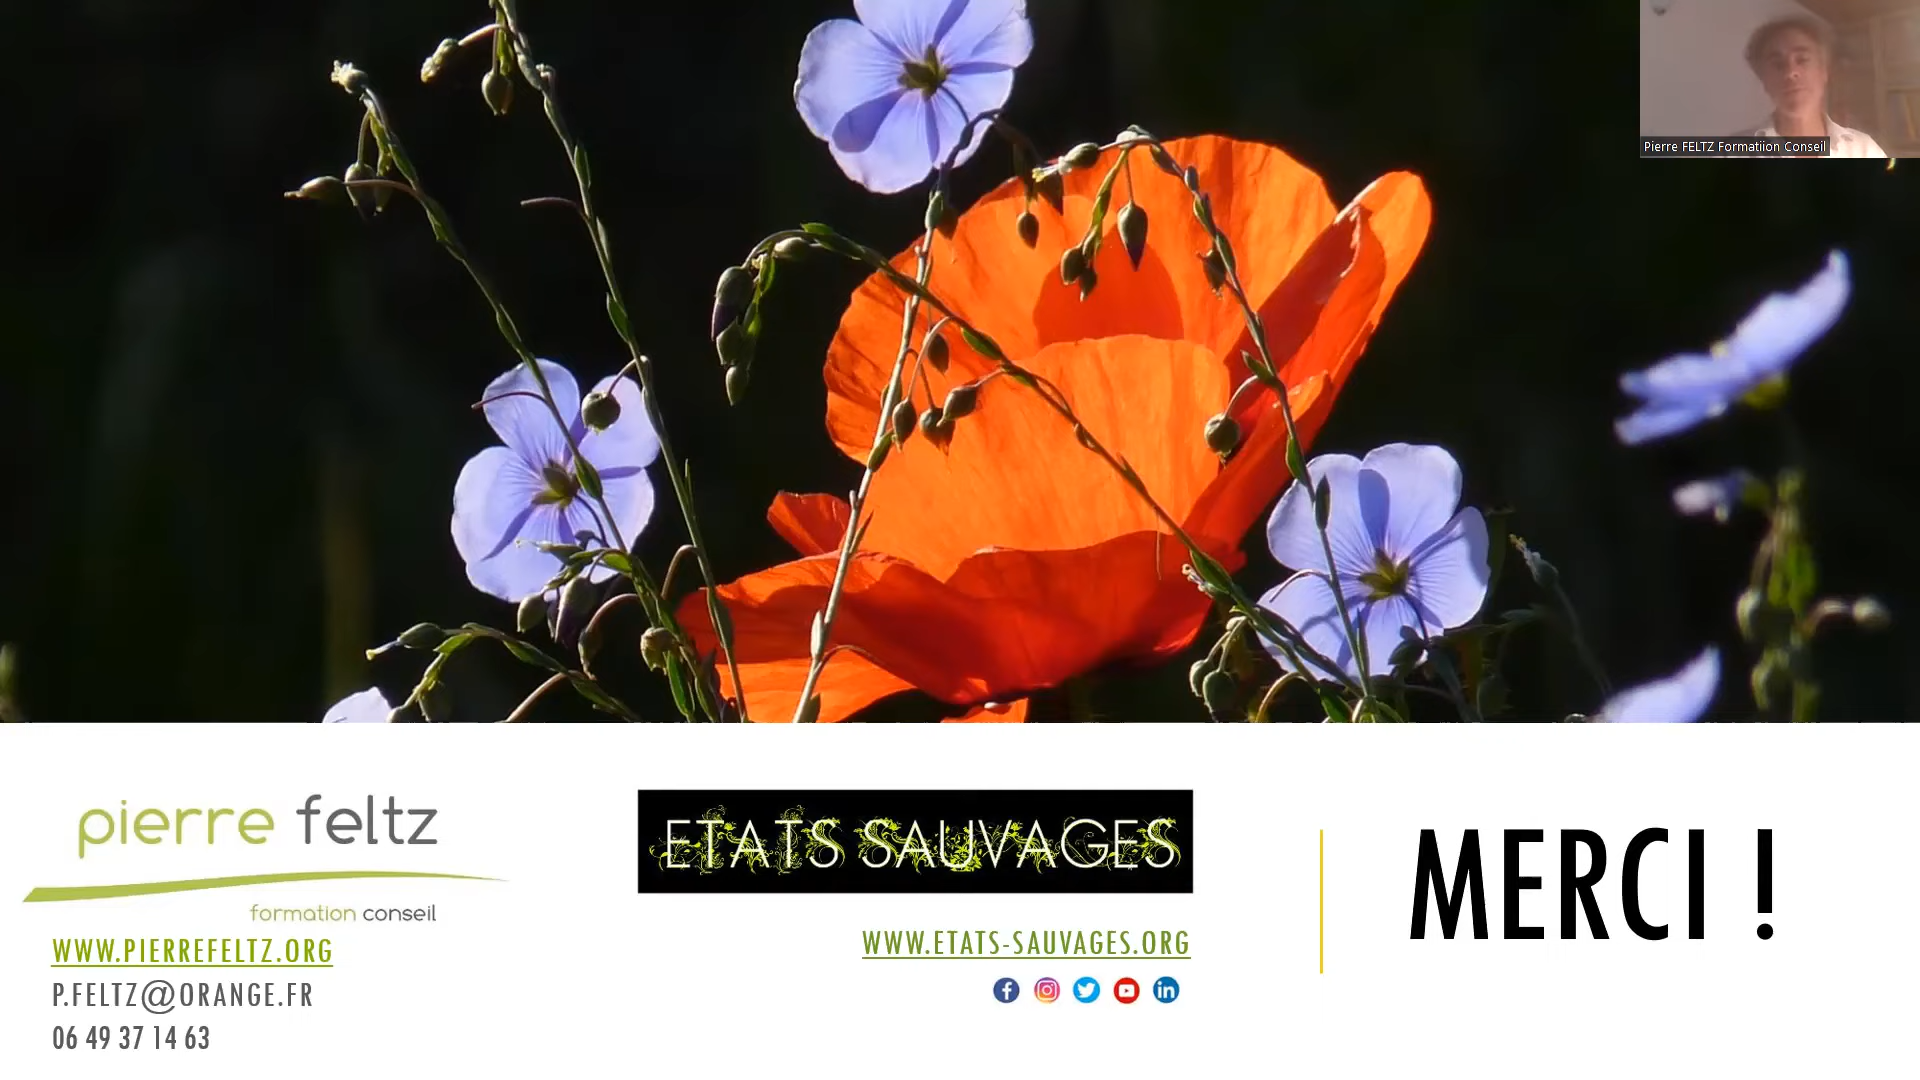 Pierre FELTZ Formatiion Conseil
pierre feltz
formation conseil
WWW.PIERREFELTZ.ORG
P.FELTZ@ORANGE.FR
06 49 37 14 63
ETATS SAUVAGES
WWW.ETATS-SAUVAGES.ORG
MERCI !